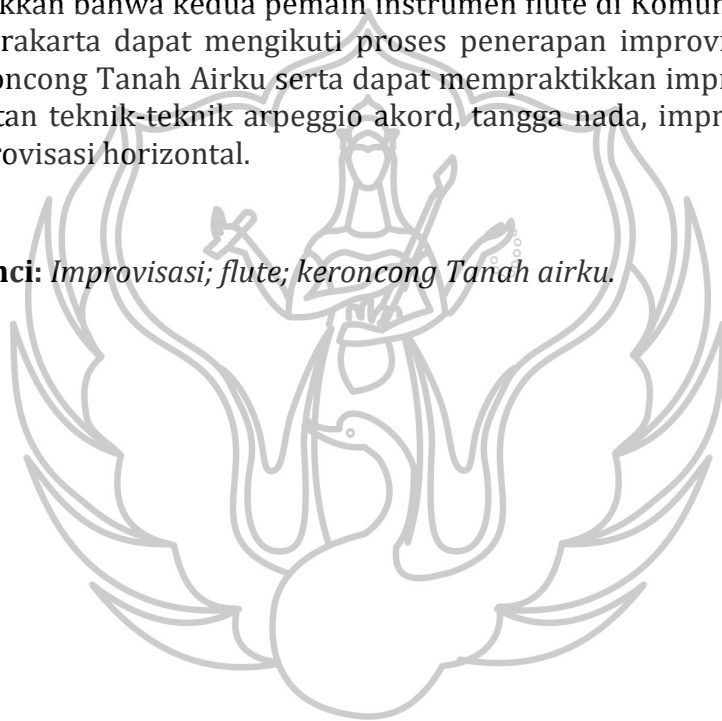 kkan bahwa kedua pemain instrumen flute di Komun
rakarta dapat mengikuti proses penerapan improvi
oncong Tanah Airku serta dapat mempraktikkan impr
tan teknik-teknik arpeggio akord, tangga nada, impr
rovisasi horizontal.
nci: Improvisasi; flute; keroncong Tanah airku.